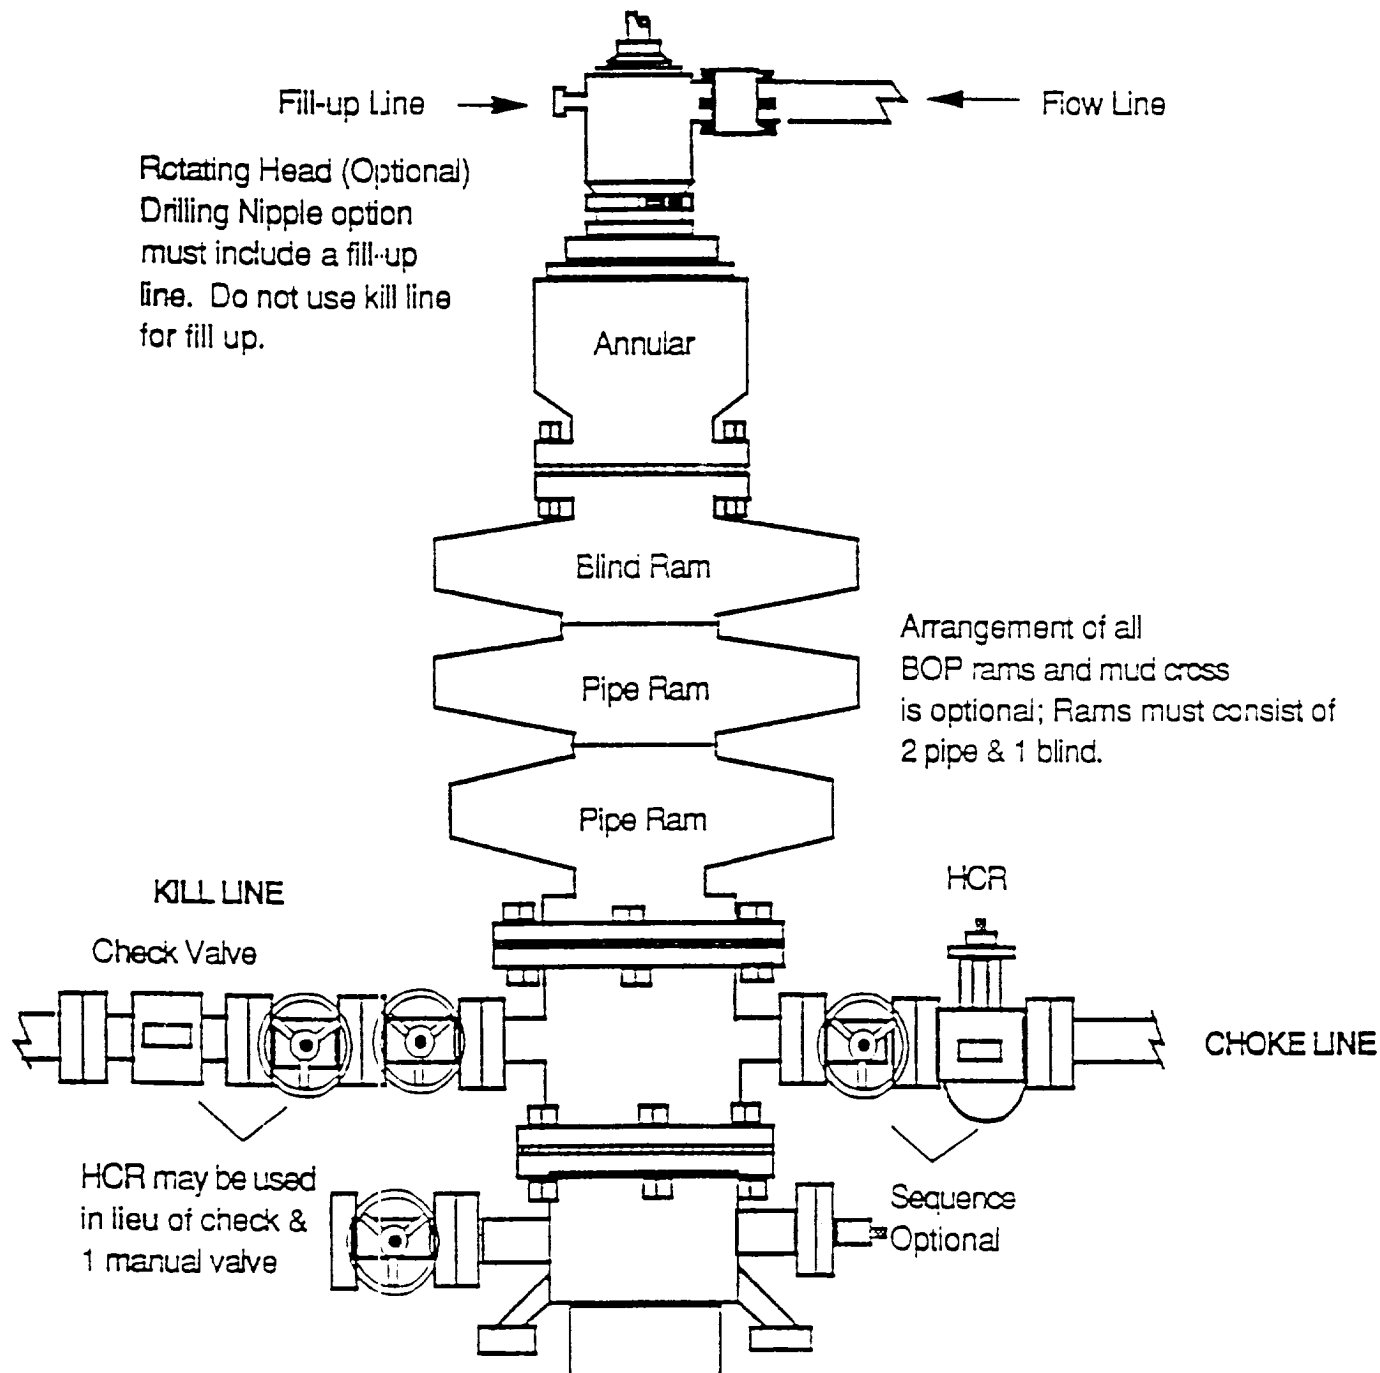 Fill-up Line
Flow Line
Rotating Head (Optional)
Drilling Nipple option
must include a fill-up
line. Do not use kill line
for fill up.
Annular
Blind Ram
Arrangement of all
BOP rams and mud cross
is optional; Rams must consist of
2 pipe & 1 blind.
Pipe Ram
Pipe Ram
KILL LINE
HCR
Check Valve
CHOKE LINE
HCR may be used
in lieu of check &
1 manual valve
Sequence
Optional